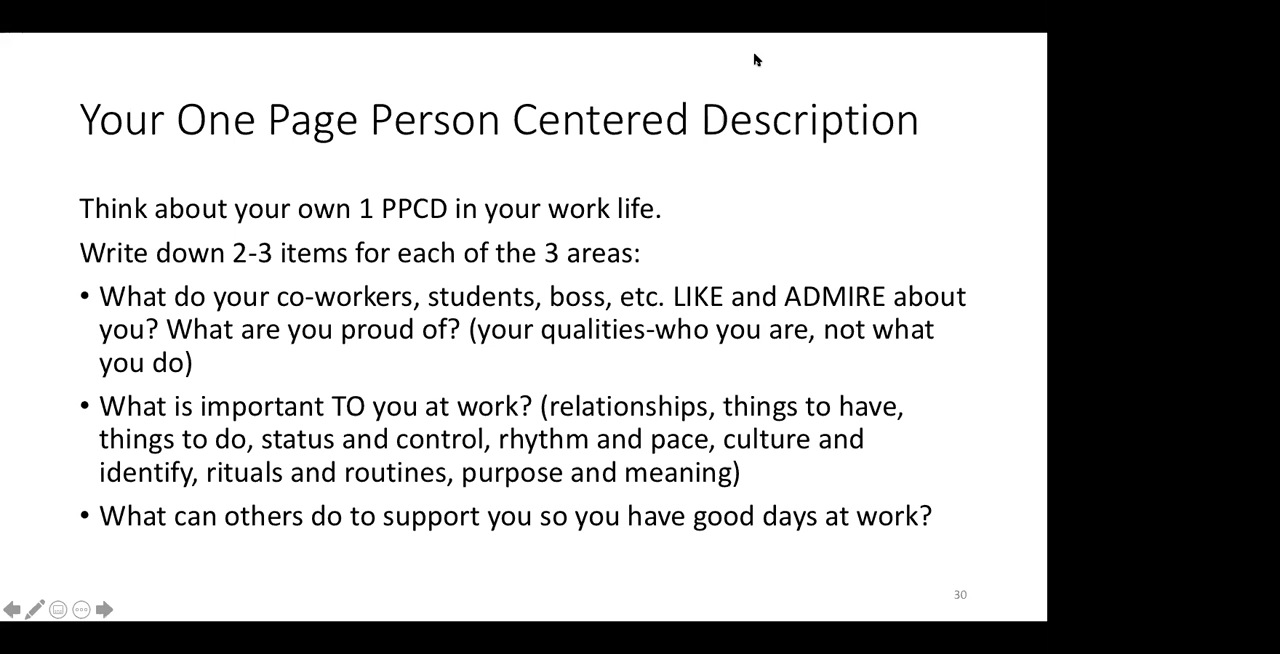 Your One Page Person Centered Description
Think about your own 1 PPCD in your work life.
Write down 2-3 items for each of the 3 areas:
• What do your co-workers, students, boss, etc. LIKE and ADMIRE about
you? What are you proud of? (your qualities-who you are, not what
you do)
• What is important TO you at work? (relationships, things to have,
things to do, status and control, rhythm and pace, culture and
identify, rituals and routines, purpose and meaning)
• What can others do to support you so you have good days at work?
30